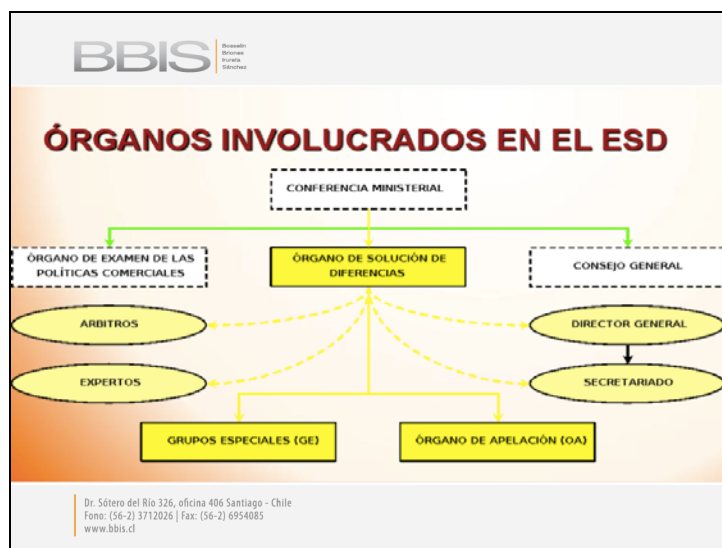 BBIS
Bosselin
Briones
Irureta
Sánchez
ÓRGANOS INVOLUCRADOS EN EL ESD
CONFERENCIA MINISTERIAL
ÓRGANO DE EXAMEN DE LAS
POLÍTICAS COMERCIALES
ÓRGANO DE SOLUCIÓN DE
DIFERENCIAS
CONSEJO GENERAL
ARBITROS
DIRECTOR GENERAL
EXPERTOS
SECRETARIADO
GRUPOS ESPECIALES (GE)
ÓRGANO DE APELACIÓN (OA)
Dr. Sótero del Río 326, oficina 406 Santiago - Chile
Fono: (56-2) 3712026 | Fax: (56-2) 6954085
www.bbis.cl